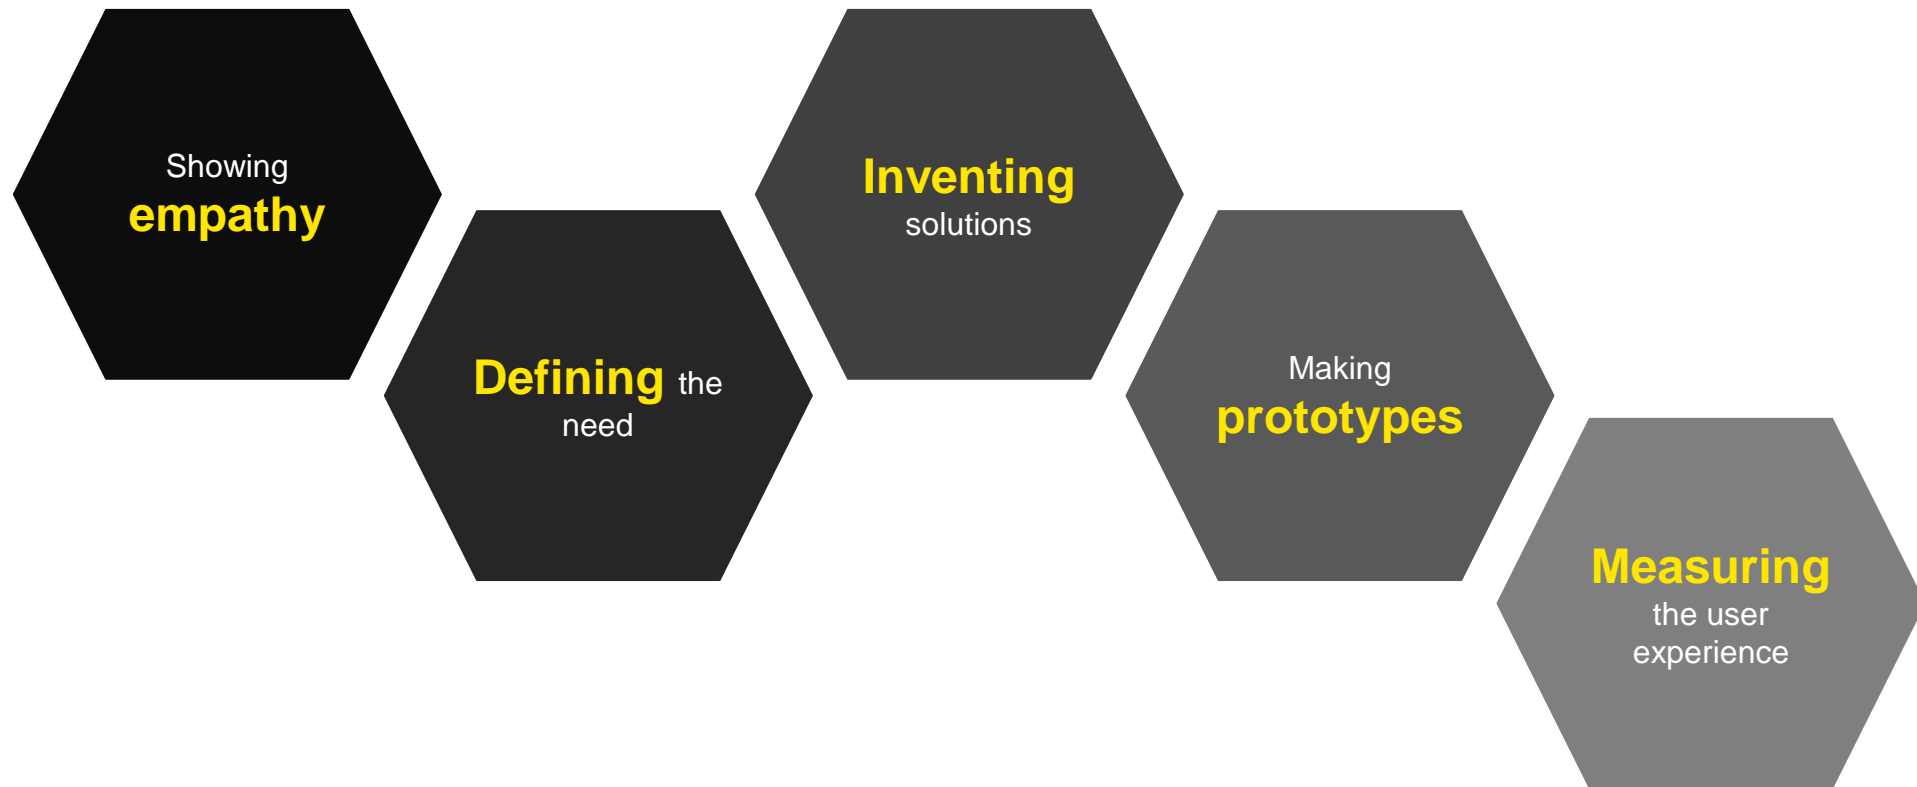 Showing
empathy
Defining the
need
Inventing
solutions
Making
prototypes
Measuring
the user
experience